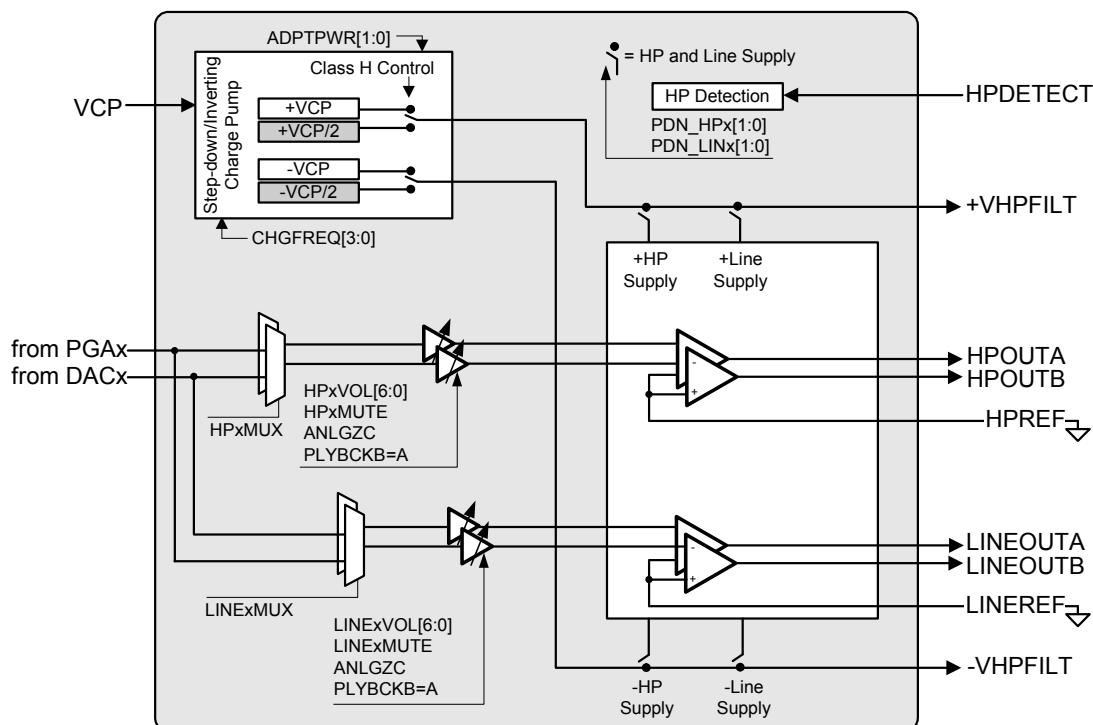 ADPTPWR[1:0]
Class H Control
= HP and Line Supply
VCP
Step-down/Inverting
Charge Pump
+VCP
+VCP/2
-VCP
-VCP/2
HP Detection
HPDETECT
PDN_HPx[1:0]
PDN_LINx[1:0]
+VHPFILT
CHGFREQ[3:0]
+HP
Supply
+Line
Supply
from PGAx
from DACx
HPxMUX
HPxVOL[6:0]
HPxMUTE
ANLGZC
PLYBCKB=A
-
+
HPOUTA
HPOUTB
HPREF
LINExMUX
LINExVOL[6:0]
LINExMUTE
ANLGZC
PLYBCKB=A
-
+
LINEOUTA
LINEOUTB
LINEREF
-VHPFILT
-HP
Supply
-Line
Supply